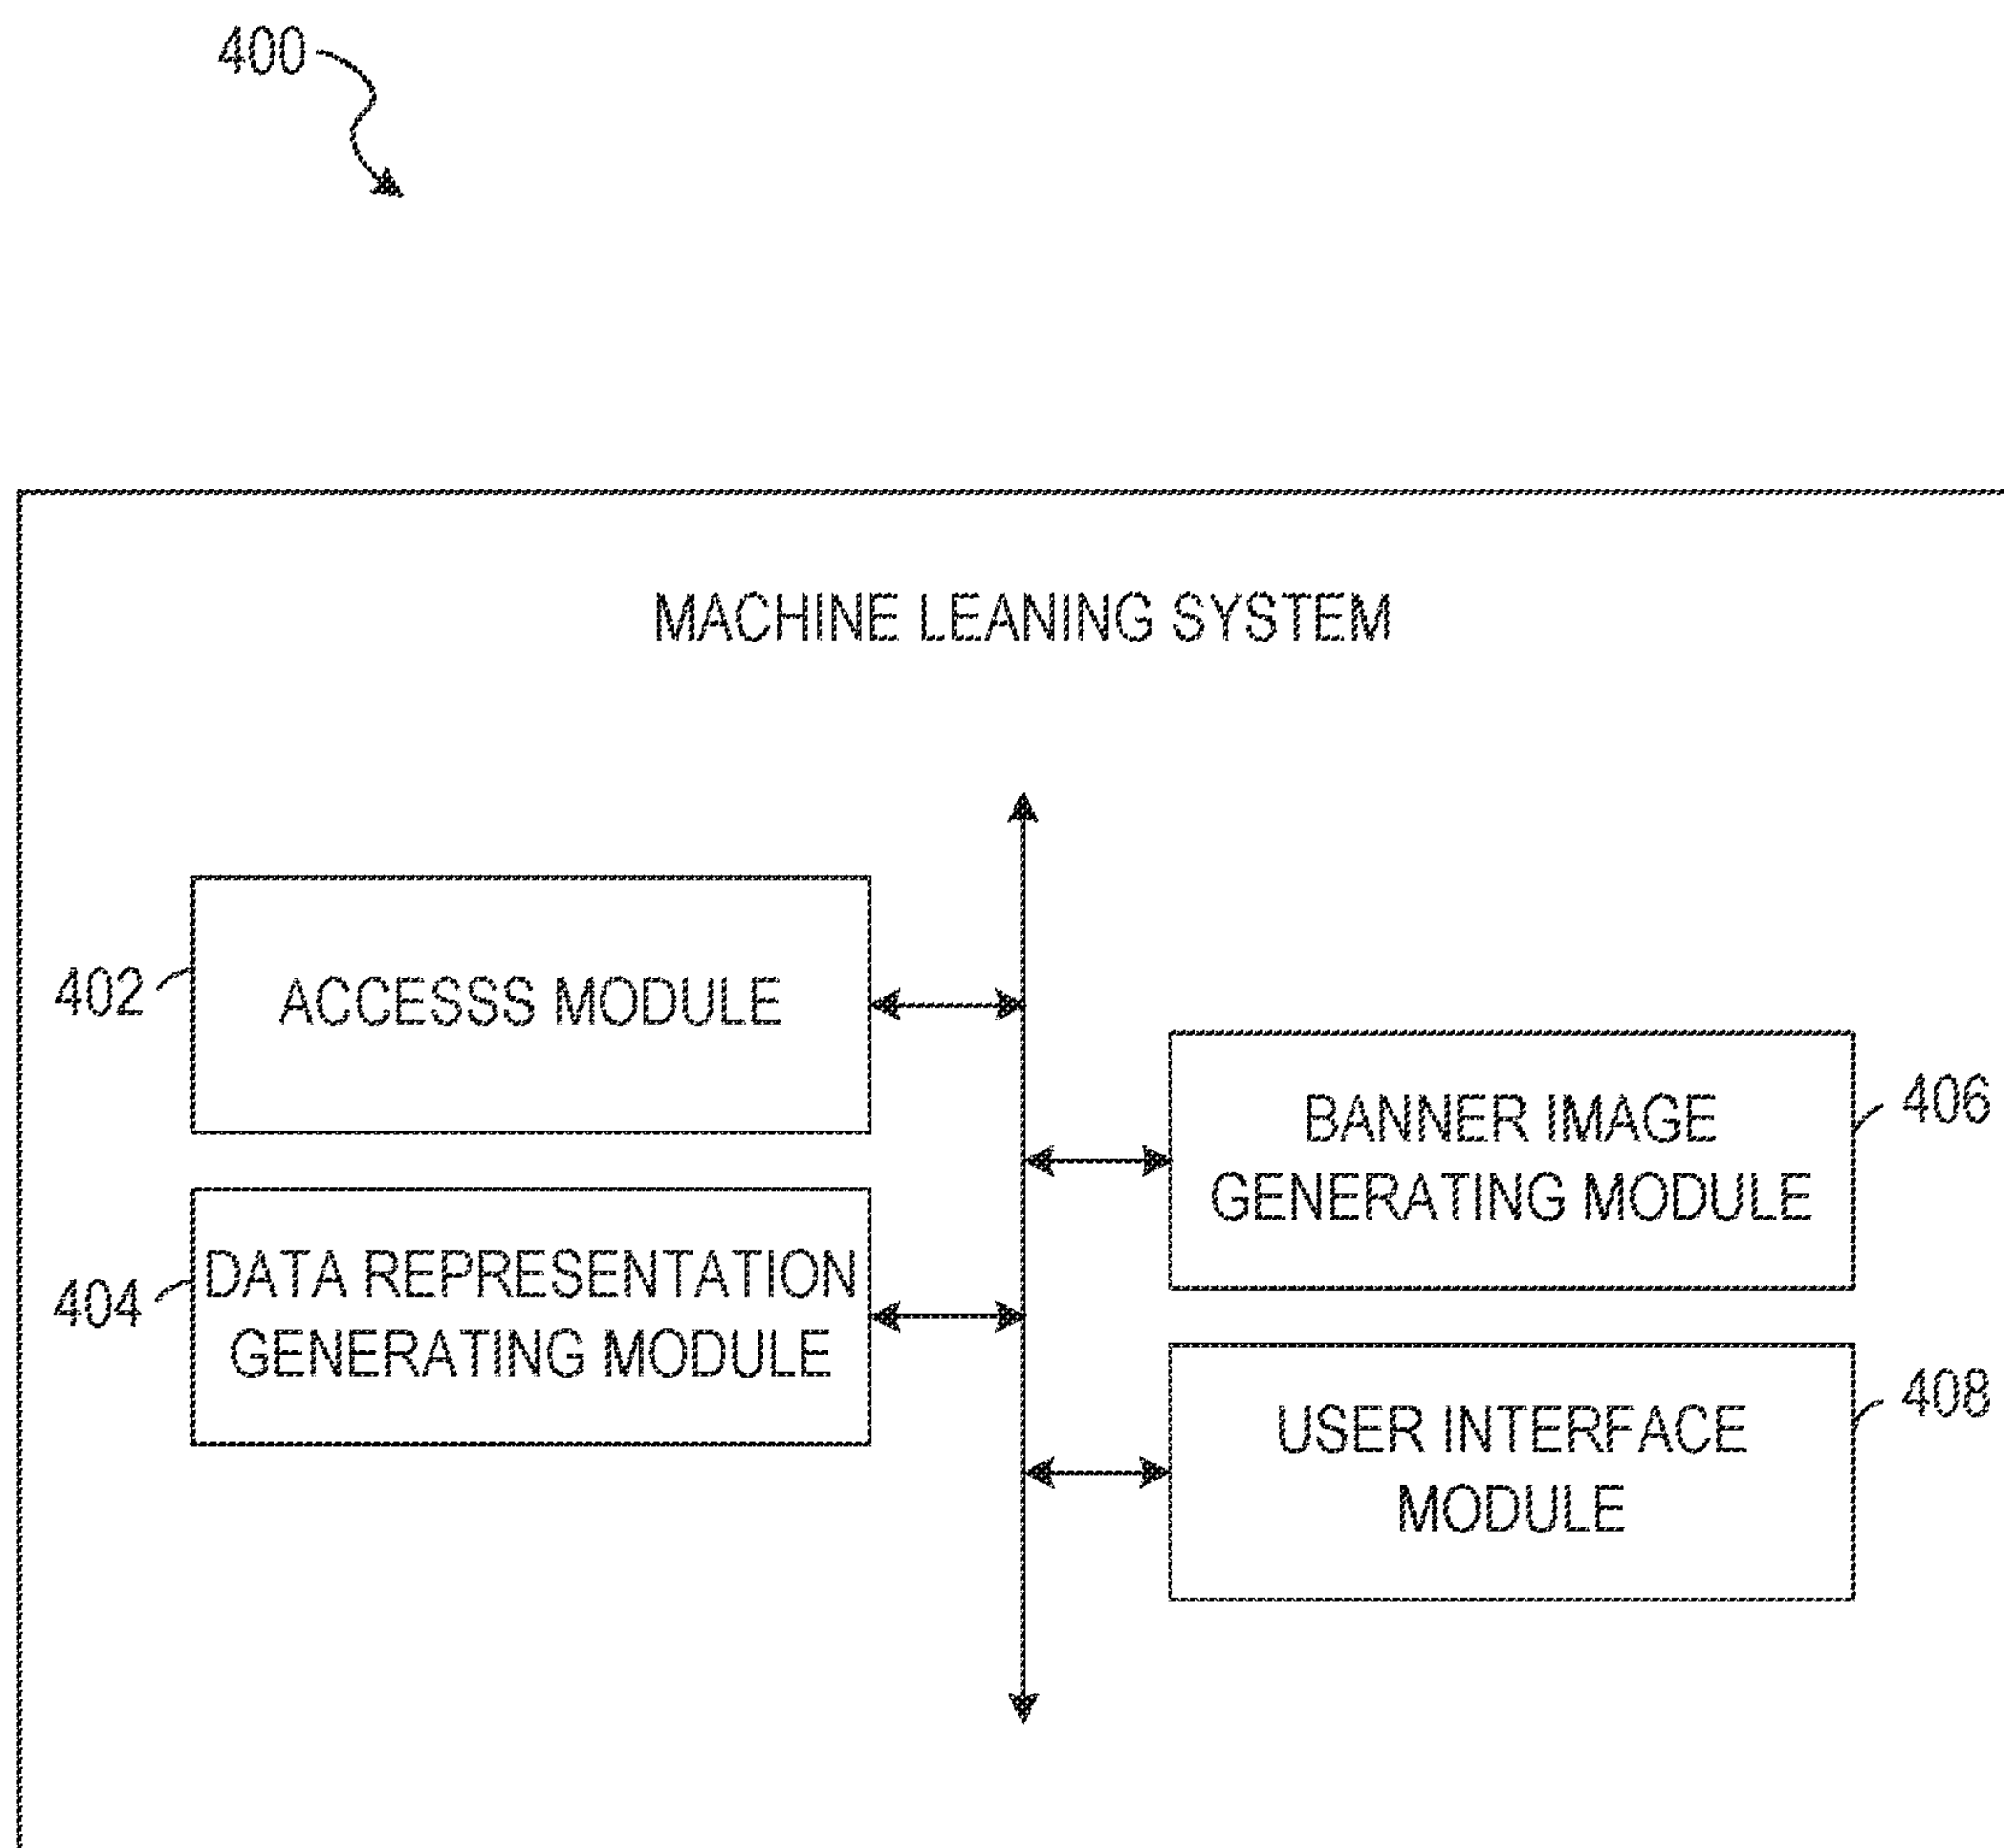 400
MACHINE LEANING SYSTEM
402
ACCESSS MODULE
404
DATA REPRESENTATION
GENERATING MODULE
BANNER IMAGE
GENERATING MODULE
406
USER INTERFACE
MODULE
408